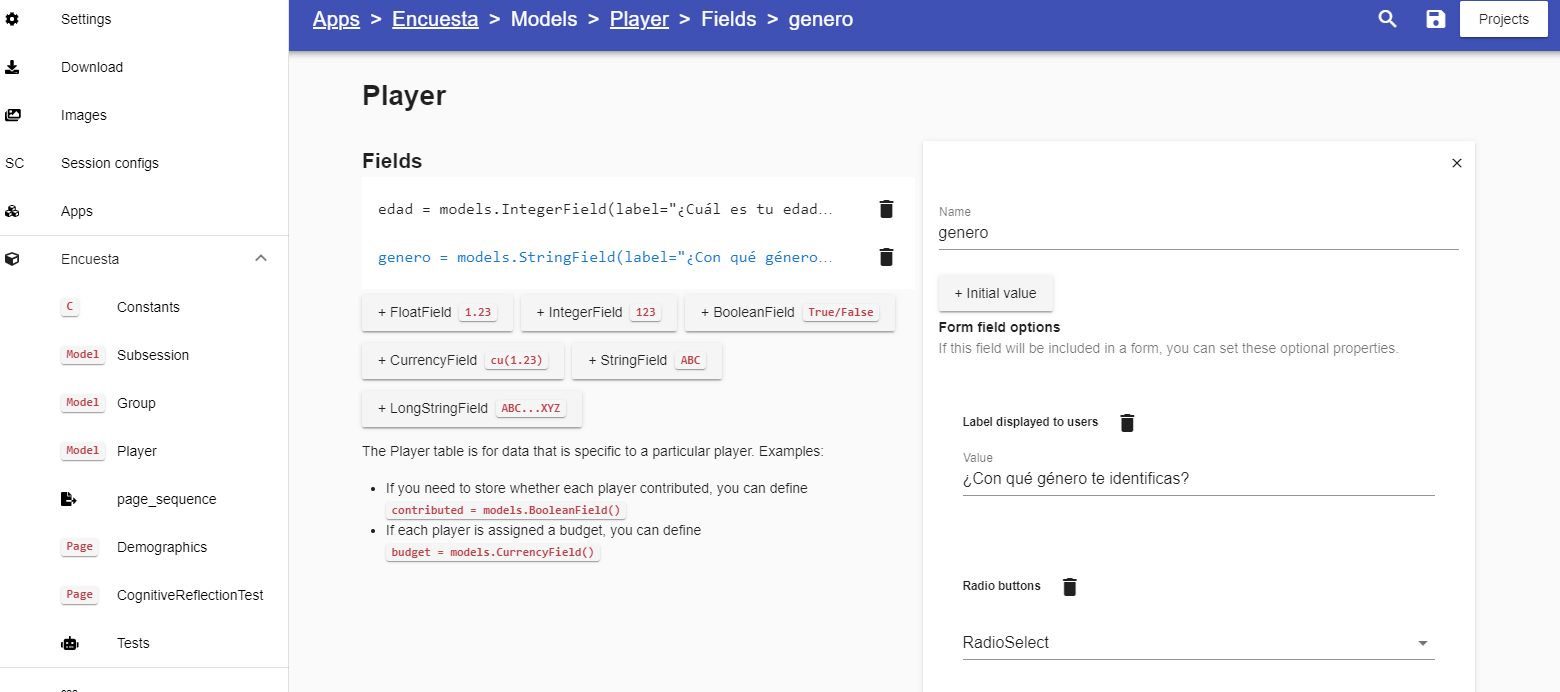 Settings
Download
Images
SC Session configs
Apps
Encuesta
C Constants
Model Subsession
Model Group
Model Player
page_sequence
Page Demographics
Page CognitiveReflectionTest
Tests
Apps > Encuesta > Models > Player > Fields > genero
Projects
Player
Fields
edad = models.IntegerField(label="¿Cuál es tu edad...
genero = models.StringField(label="¿Con qué género...
+ FloatField 1.23 + IntegerField 123 + BooleanField True/False
+ CurrencyField cu(1.23) + StringField ABC
+ LongStringField ABC...XYZ
The Player table is for data that is specific to a particular player. Examples:
• If you need to store whether each player contributed, you can define
contributed = models.BooleanField()
• If each player is assigned a budget, you can define
budget = models.CurrencyField()
×
Name
genero
+ Initial value
Form field options
If this field will be included in a form, you can set these optional properties.
Label displayed to users
Value
¿Con qué género te identificas?
Radio buttons
RadioSelect